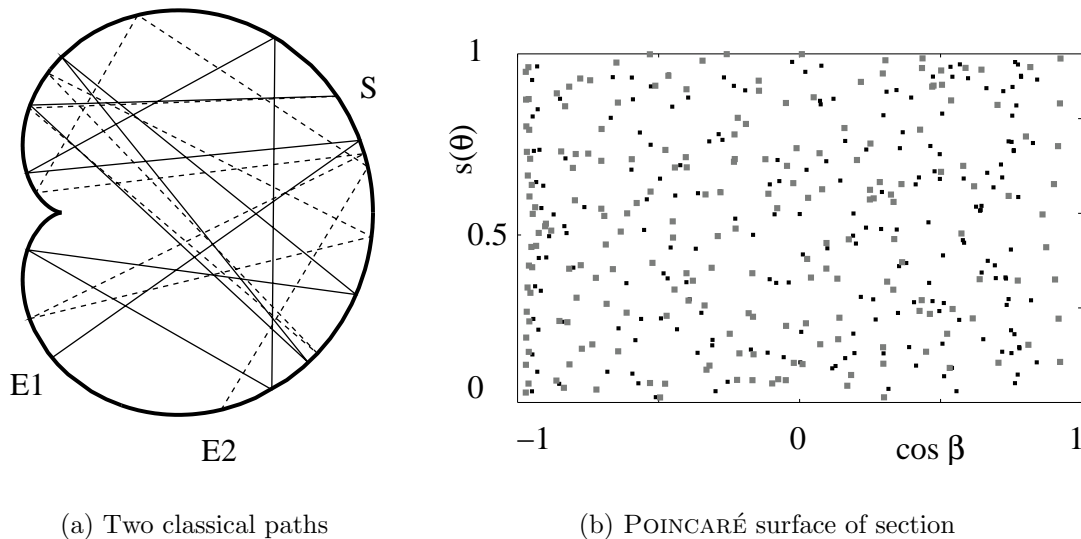 S
E1
E2
1
s(θ)
0.5
0
−1
0
cos β
1
(a) Two classical paths
(b) POINCARÉ surface of section